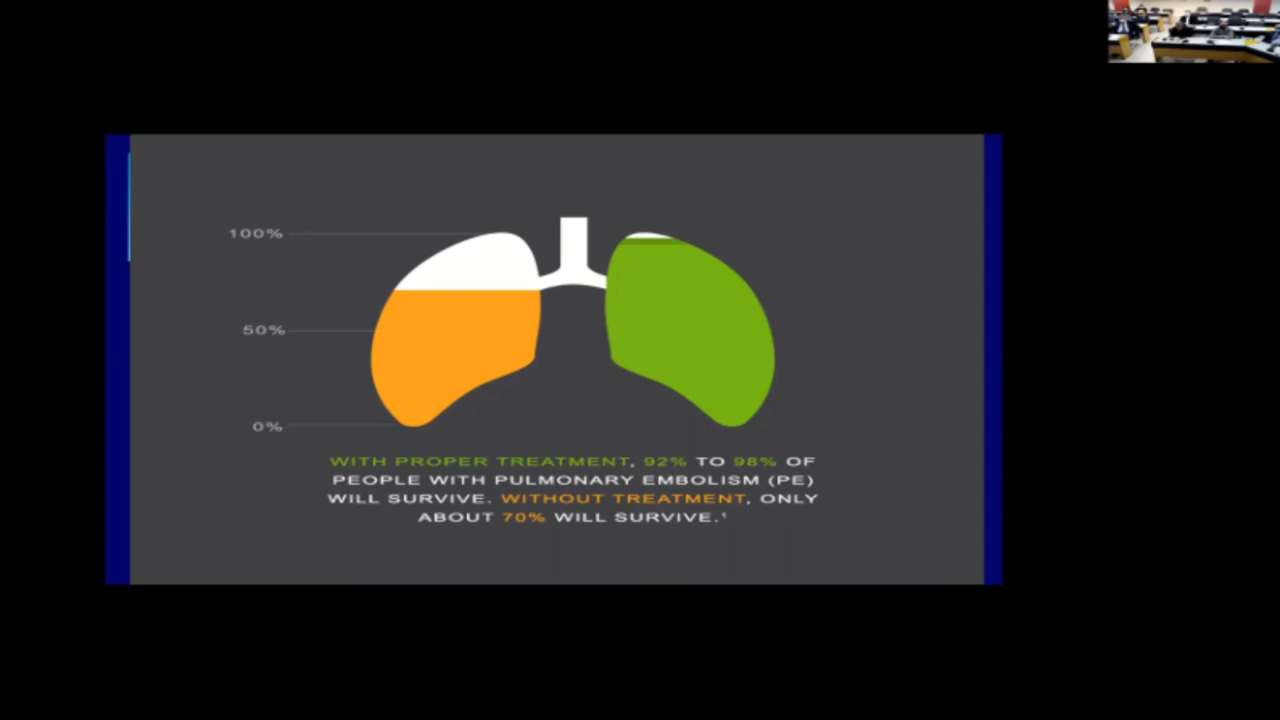 100%
50%
0%
WITH PROPER TREATMENT, 92% TO 98% OF
PEOPLE WITH PULMONARY EMBOLISM (PE)
WILL SURVIVE. WITHOUT TREATMENT, ONLY
ABOUT 70% WILL SURVIVE.¹